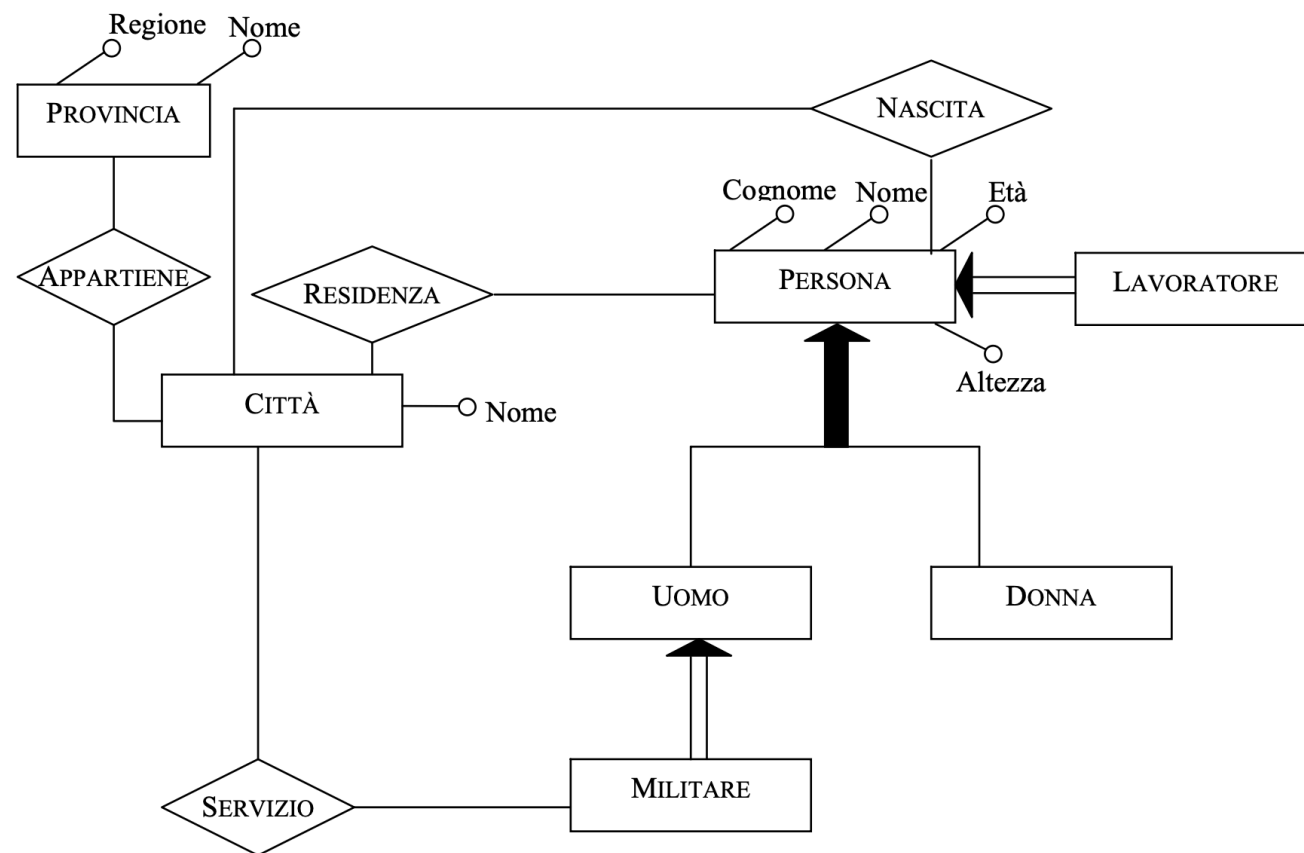 Regione Nome
PROVINCIA
NASCITA
Cognome Nome Età
APPARTIENE
RESIDENZA
PERSONA
LAVORATORE
Altezza
CITTÀ
Nome
UOMO
DONNA
MILITARE
SERVIZIO